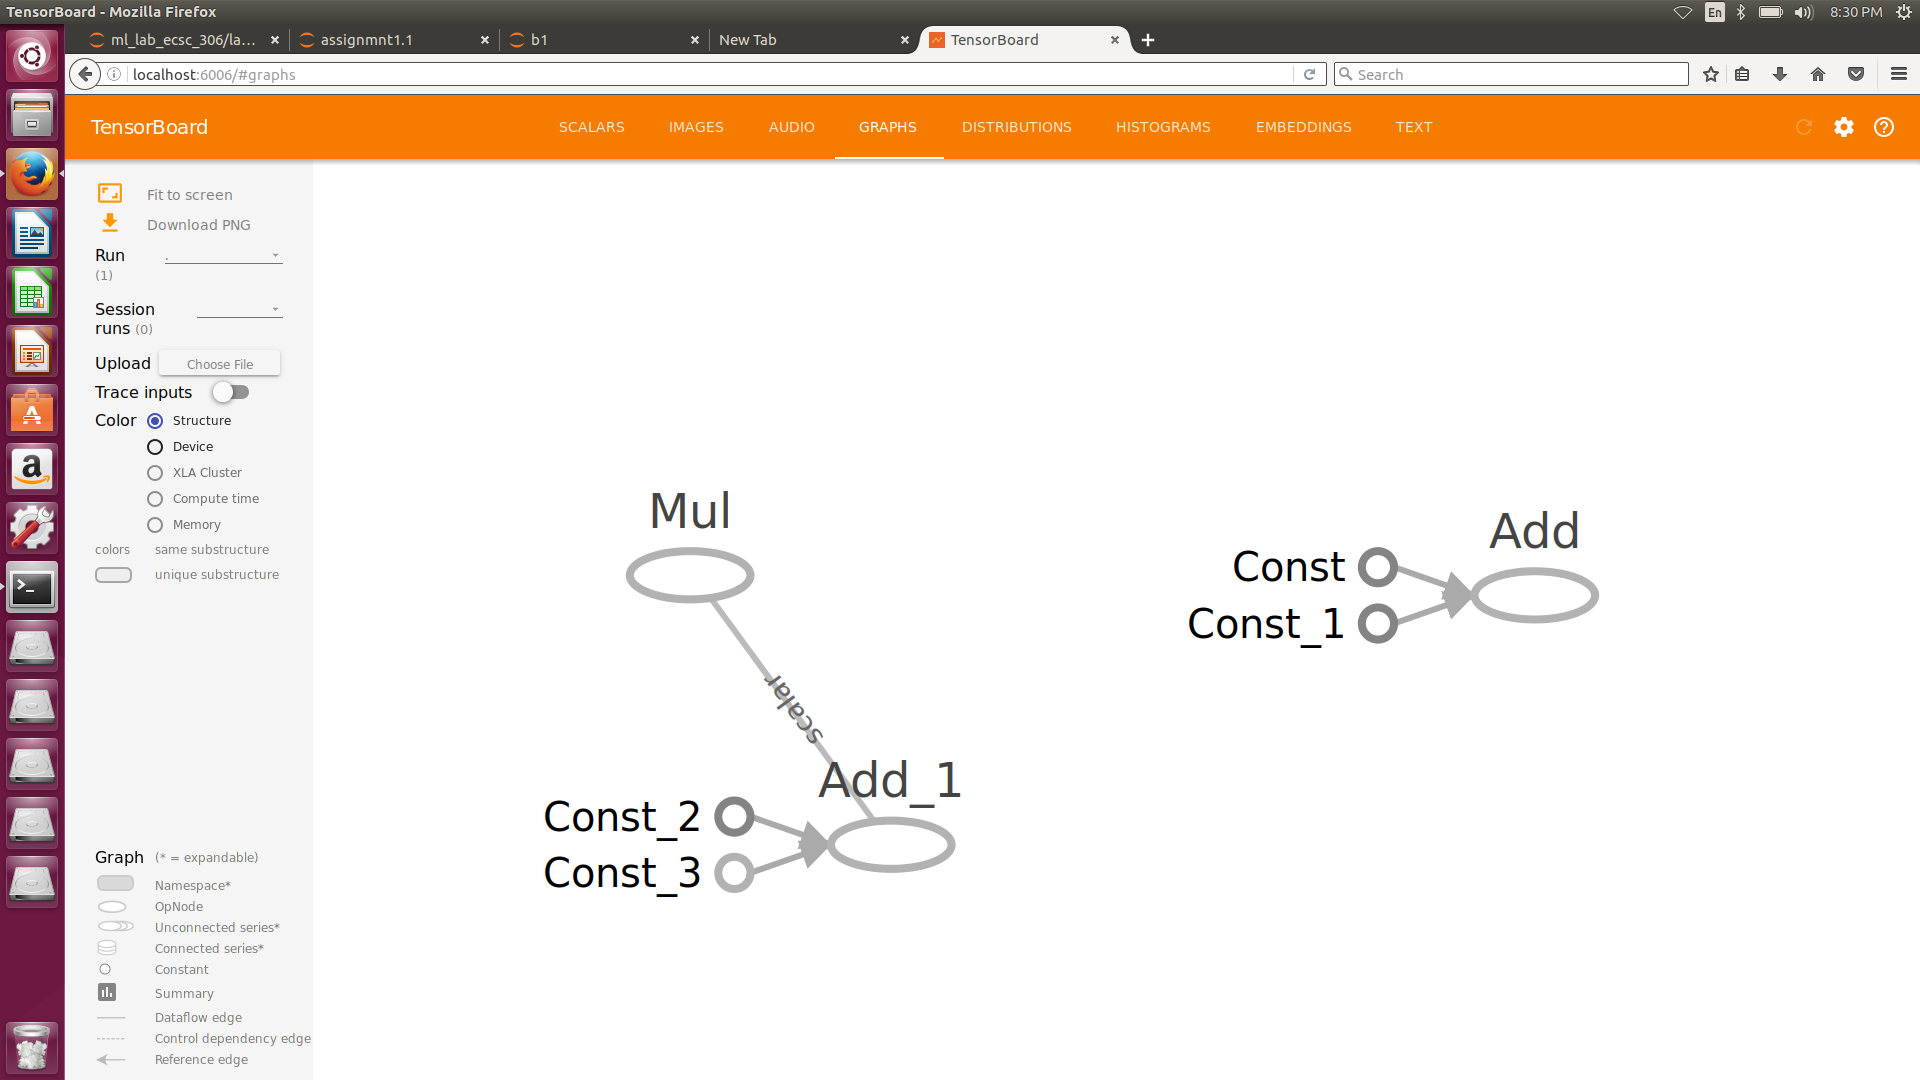 TensorBoard - Mozilla Firefox
En
8:30 PM
ml_lab_ecsc_306/la...
assignmnt1.1
b1
New Tab
TensorBoard
localhost:6006/#graphs
Search
TensorBoard
SCALARS
IMAGES
AUDIO
GRAPHS
DISTRIBUTIONS
HISTOGRAMS
EMBEDDINGS
TEXT
Fit to screen
Download PNG
Run
(1)
.
Session
runs (0)
Upload
Choose File
Trace inputs
Color
Structure
Device
XLA Cluster
Compute time
Memory
colors
same substructure
unique substructure
Mul
scalar
Add_1
Const_2
Const_3
Add
Const
Const_1
Graph
(* = expandable)
Namespace*
OpNode
Unconnected series*
Connected series*
Constant
Summary
Dataflow edge
Control dependency edge
Reference edge